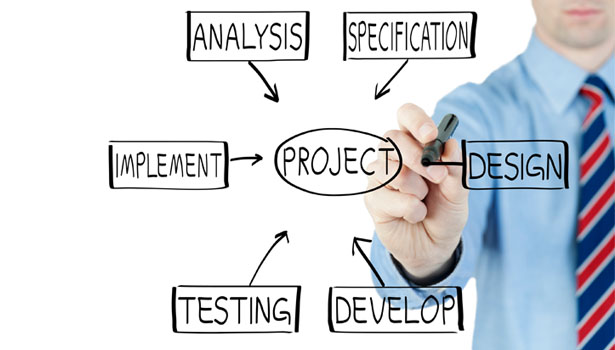 ANALYSIS
SPECIFICATION
IMPLEMENT
PROJECT
DESIGN
TESTING
DEVELOP